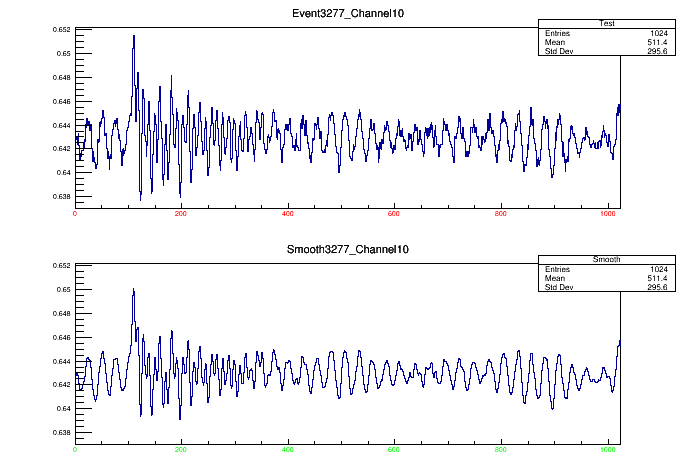 Event3277_Channel10
Test
Entries 1024
Mean 511.4
Std Dev 295.6
0.652
0.65
0.648
0.646
0.644
0.642
0.64
0.638
0 200 400 600 800 1000
Smooth3277_Channel10
Smooth
Entries 1024
Mean 511.4
Std Dev 295.6
0.652
0.65
0.648
0.646
0.644
0.642
0.64
0.638
0 200 400 600 800 1000